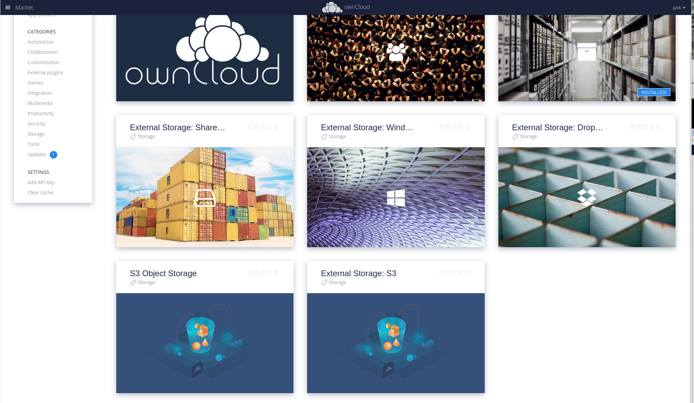 Market
ownCloud
jack
CATEGORIES
Automation
Collaboration
Customization
External plugins
Games
Integration
Multimedia
Productivity
Security
Storage
Tools
Updates 1
SETTINGS
Add API Key
Clear cache
ownCloud
INSTALLED
External Storage: Share…
Storage
External Storage: Wind…
Storage
External Storage: Drop…
Storage
S3 Object Storage
Storage
External Storage: S3
Storage